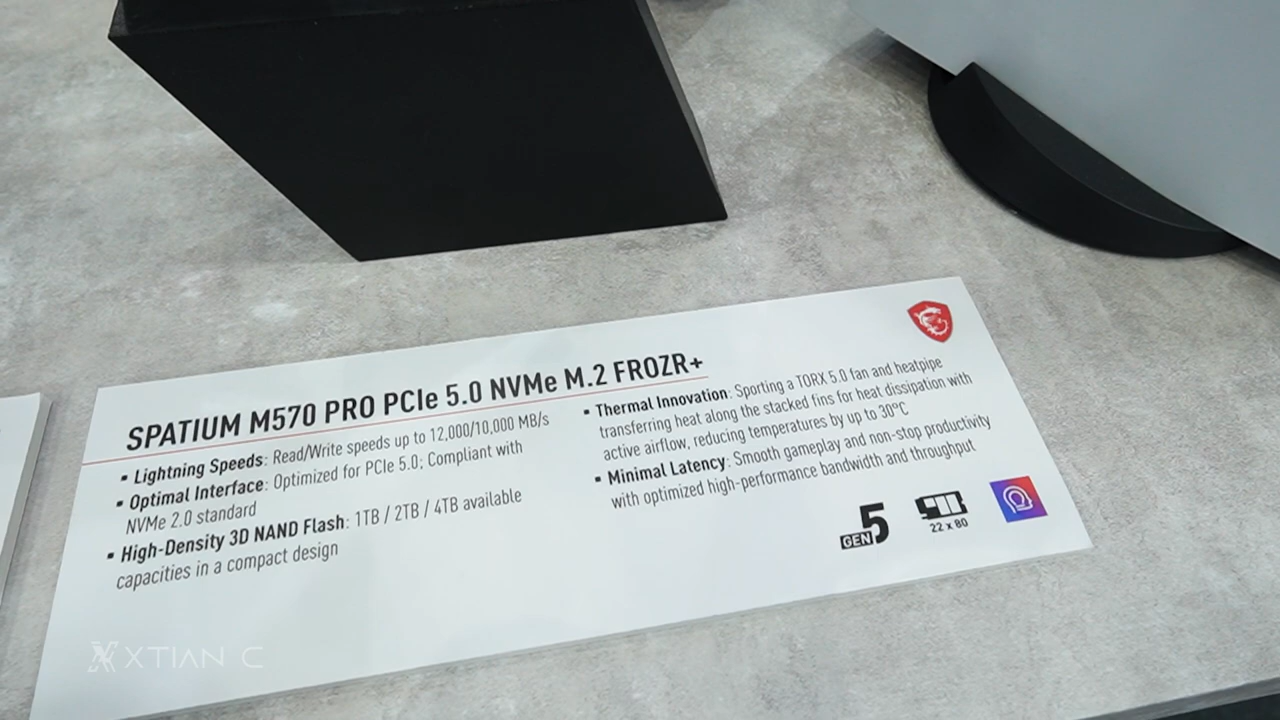 SPATIUM M570 PRO PCIe 5.0 NVMe M.2 FROZR+
▪ Lightning Speeds: Read/Write speeds up to 12,000/10,000 MB/s
▪ Optimal Interface: Optimized for PCIe 5.0; Compliant with
NVMe 2.0 standard
▪ High-Density 3D NAND Flash: 1TB / 2TB / 4TB available
capacities in a compact design
▪ Thermal Innovation: Sporting a TORX 5.0 fan and heatpipe
transferring heat along the stacked fins for heat dissipation with
active airflow, reducing temperatures by up to 30°C
▪ Minimal Latency: Smooth gameplay and non-stop productivity
with optimized high-performance bandwidth and throughput
GEN 5
22 x 80
XTIAN C